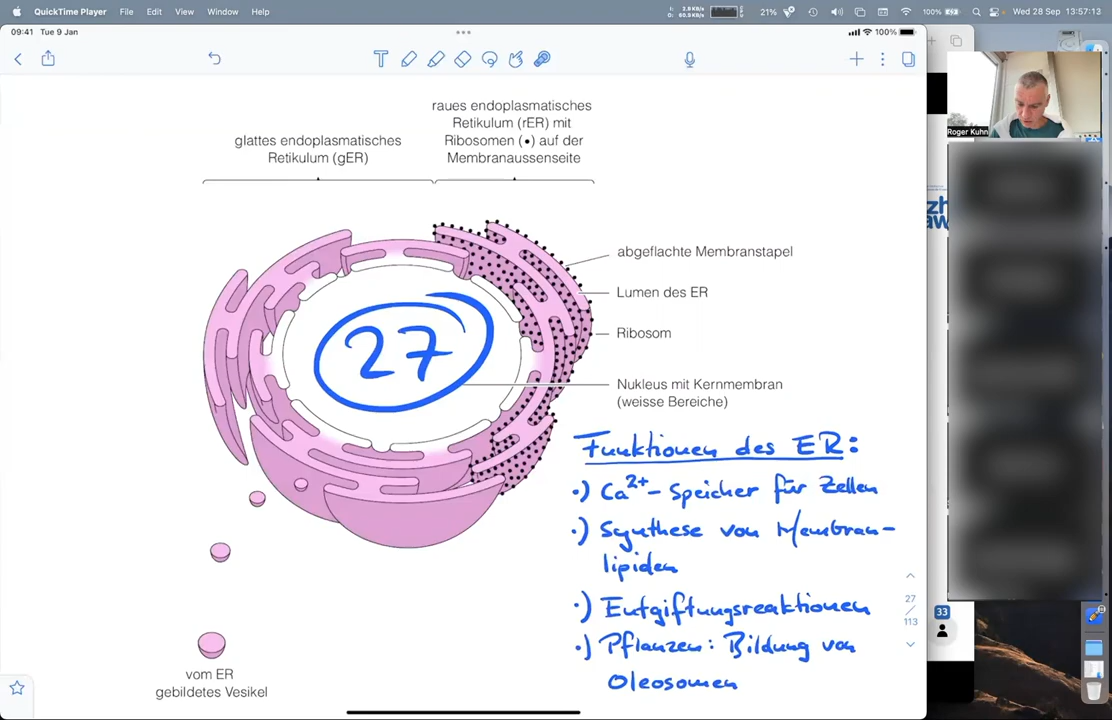 QuickTime Player File Edit View Window Help
21% 100% Wed 28 Sep 13:57:13
09:41 Tue 9 Jan
100%
T
Roger Kuhn
raues endoplasmatisches
Retikulum (rER) mit
Ribosomen (•) auf der
Membranaussenseite
glattes endoplasmatisches
Retikulum (gER)
abgeflachte Membranstapel
Lumen des ER
Ribosom
27
Nukleus mit Kernmembran
(weisse Bereiche)
Funktionen des ER:
•) Ca2+- Speicher für Zellen
•) Synthese von Membran-
lipiden
•) Entgiftungsreaktionen
•) Pflanzen: Bildung von
Oleosomen
vom ER
gebildetes Vesikel
27
/
113
zh
aw
33